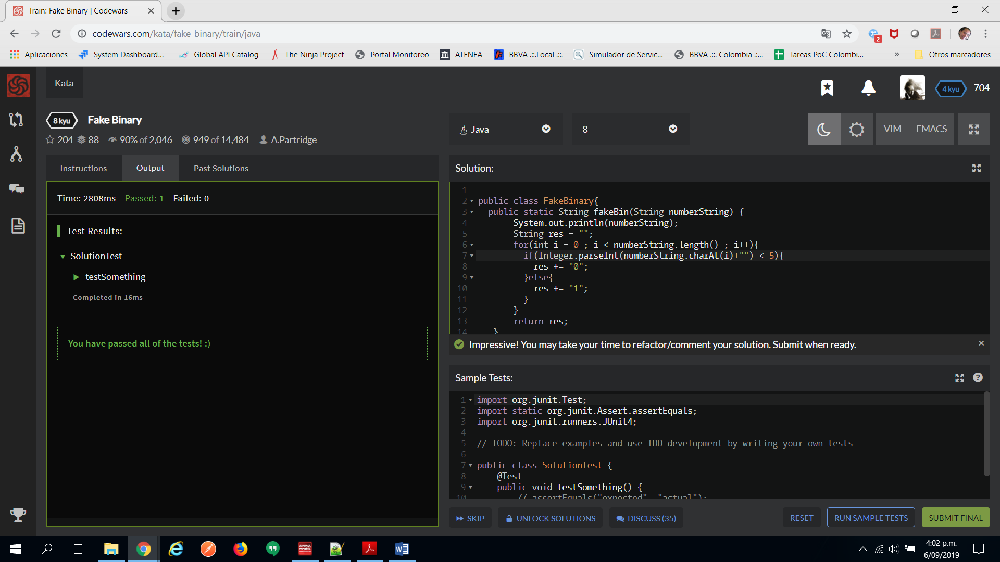 Train: Fake Binary | Codewars
codewars.com/kata/fake-binary/train/java
2
Aplicaciones System Dashboard... Global API Catalog The Ninja Project Portal Monitoreo ATENEA BBVA .::.Local .::. Simulador de Servic... BBVA .::. Colombia .:... Tareas PoC Colombi... » Otros marcadores
Kata
4 kyu 704
8 kyu Fake Binary
204 88 90% of 2,046 949 of 14,484 A.Partridge
Java 8 VIM EMACS
Instructions Output Past Solutions
Time: 2808ms Passed: 1 Failed: 0
Test Results:
SolutionTest
testSomething
Completed in 16ms
You have passed all of the tests! :)
Solution:
1
2 public class FakeBinary{
3 public static String fakeBin(String numberString) {
4 System.out.println(numberString);
5 String res = "";
6 for(int i = 0 ; i < numberString.length() ; i++){
7 if(Integer.parseInt(numberString.charAt(i)+"") < 5){
8 res += "0";
9 }else{
10 res += "1";
11 }
12 }
13 return res;
14 }
Impressive! You may take your time to refactor/comment your solution. Submit when ready.
Sample Tests:
1 import org.junit.Test;
2 import static org.junit.Assert.assertEquals;
3 import org.junit.runners.JUnit4;
4
5 // TODO: Replace examples and use TDD development by writing your own tests
6
7 public class SolutionTest {
8 @Test
9 public void testSomething() {
10 // assertEquals("expected", "actual");
SKIP UNLOCK SOLUTIONS DISCUSS (35) RESET RUN SAMPLE TESTS SUBMIT FINAL
4:02 p.m.
6/09/2019